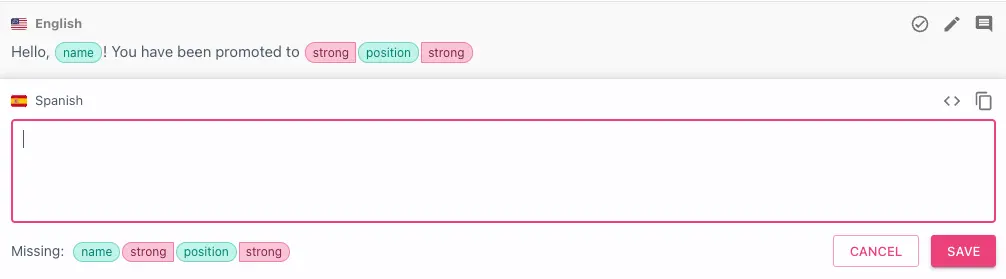 English
Hello, name! You have been promoted to strong position strong
Spanish
Missing: name strong position strong
CANCEL SAVE